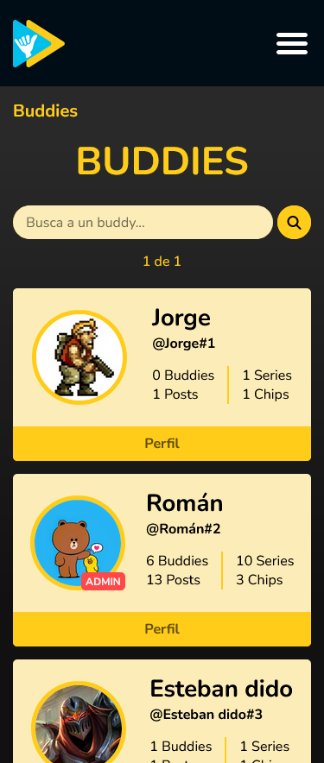 Buddies
BUDDIES
Busca a un buddy...
1 de 1
Jorge
@Jorge#1
0 Buddies
1 Posts
1 Series
1 Chips
Perfil
ADMIN
Román
@Román#2
6 Buddies
13 Posts
10 Series
3 Chips
Perfil
Esteban dido
@Esteban dido#3
1 Buddies
1 Series